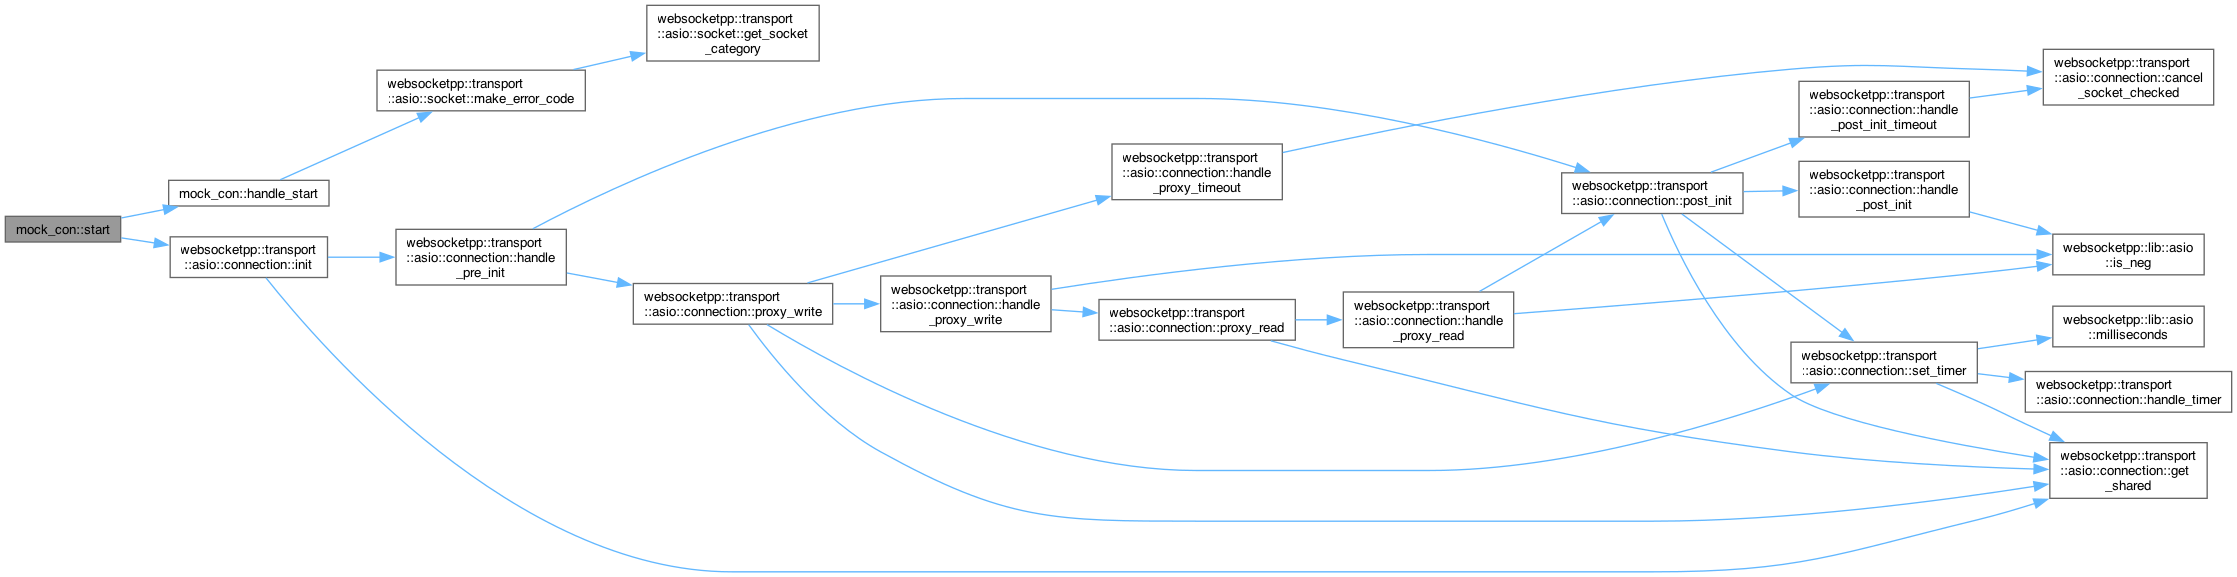 mock_con::start
mock_con::handle_start
websocketpp::transport
::asio::socket::make_error_code
websocketpp::transport
::asio::socket::get_socket
_category
websocketpp::transport
::asio::connection::init
websocketpp::transport
::asio::connection::handle
_pre_init
websocketpp::transport
::asio::connection::proxy_write
websocketpp::transport
::asio::connection::handle
_proxy_timeout
websocketpp::transport
::asio::connection::handle
_proxy_write
websocketpp::transport
::asio::connection::proxy_read
websocketpp::transport
::asio::connection::handle
_proxy_read
websocketpp::transport
::asio::connection::post_init
websocketpp::transport
::asio::connection::handle
_post_init_timeout
websocketpp::transport
::asio::connection::handle
_post_init
websocketpp::transport
::asio::connection::set_timer
websocketpp::transport
::asio::connection::cancel
_socket_checked
websocketpp::lib::asio
::is_neg
websocketpp::lib::asio
::milliseconds
websocketpp::transport
::asio::connection::handle_timer
websocketpp::transport
::asio::connection::get
_shared